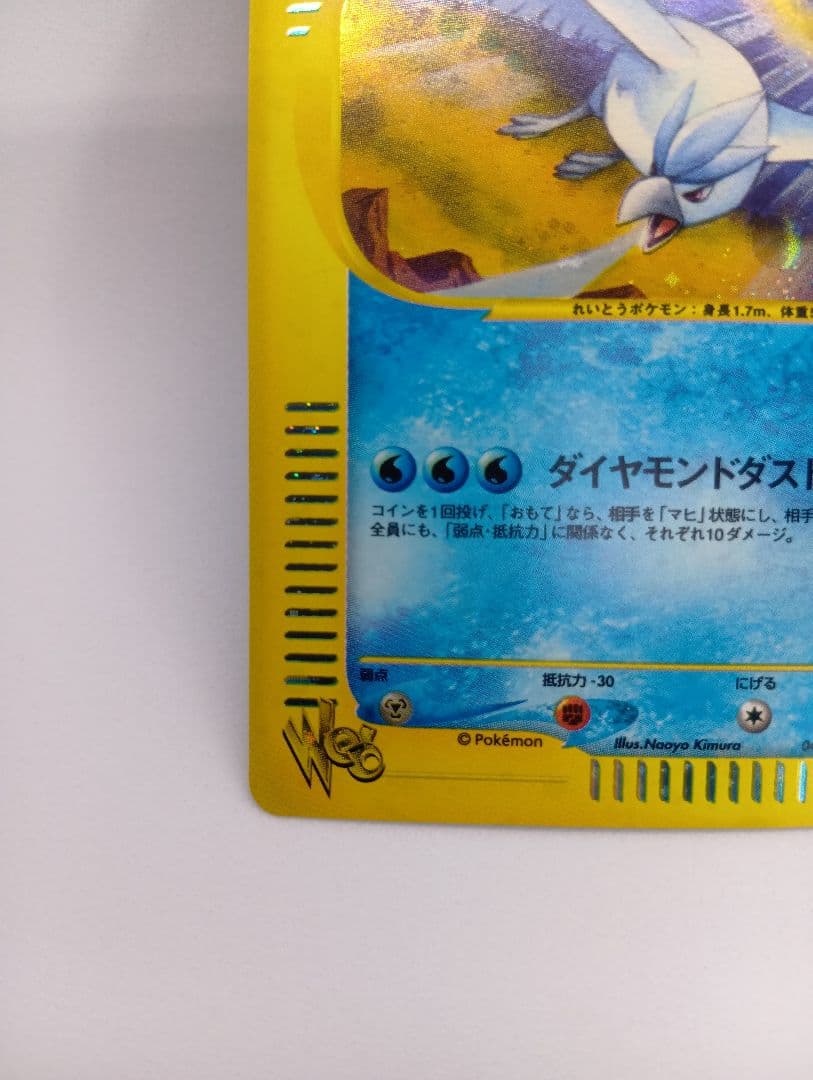 れいとうポケモン：身長1.7m、体重
ダイヤモンドダスト
コインを1回投げ、「おもて」なら、相手を「マヒ」状態にし、相手
全員にも、「弱点・抵抗力」に関係なく、それぞれ10ダメージ。
弱点
抵抗力 -30
にげる
Web
© Pokémon
Illus.Naoyo Kimura